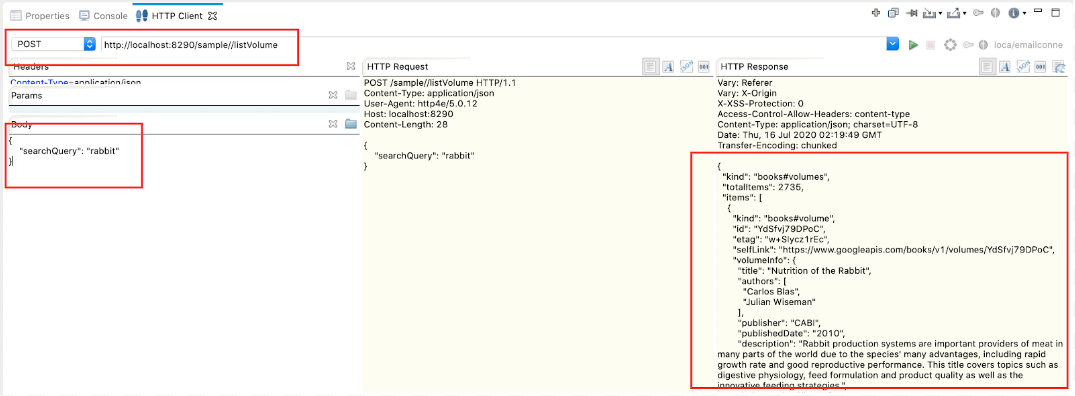 Properties Console HTTP Client
POST http://localhost:8290/sample//listVolume loca/emailconne
Headers
Content-Type=application/json
Params
Body
{
"searchQuery": "rabbit"
}
HTTP Request
POST /sample//listVolume HTTP/1.1
Content-Type: application/json
User-Agent: http4e/5.0.12
Host: localhost:8290
Content-Length: 28
{
"searchQuery": "rabbit"
}
HTTP Response
Vary: Referer
Vary: X-Origin
X-XSS-Protection: 0
Access-Control-Allow-Headers: content-type
Content-Type: application/json; charset=UTF-8
Date: Thu, 16 Jul 2020 02:19:49 GMT
Transfer-Encoding: chunked
{
"kind": "books#volumes",
"totalItems": 2735,
"items": [
{
"kind": "books#volume",
"id": "YdSfvj79DPoC",
"etag": "w+Slycz1rEc",
"selfLink": "https://www.googleapis.com/books/v1/volumes/YdSfvj79DPoC",
"volumeInfo": {
"title": "Nutrition of the Rabbit",
"authors": [
"Carlos Blas",
"Julian Wiseman"
],
"publisher": "CABI",
"publishedDate": "2010",
"description": "Rabbit production systems are important providers of meat in
many parts of the world due to the species' many advantages, including rapid
growth rate and good reproductive performance. This title covers topics such as
digestive physiology, feed formulation and product quality as well as the
innovative feeding strategies.",